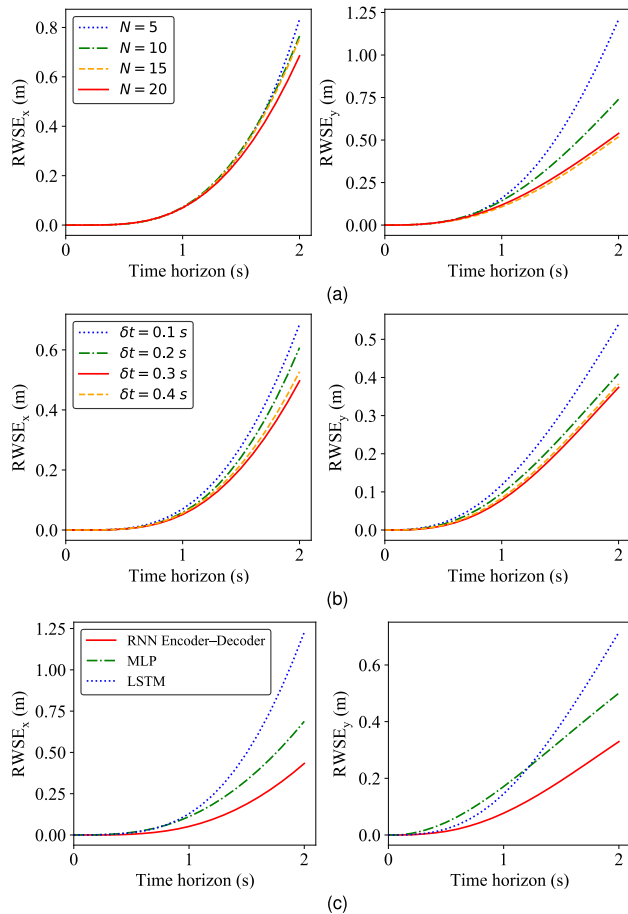 0.8
0.6
0.4
0.2
0.0
RWSEx (m)
N = 5
N = 10
N = 15
N = 20
0 1 2
Time horizon (s)
1.25
1.00
0.75
0.50
0.25
0.00
RWSEy (m)
0 1 2
Time horizon (s)
(a)
0.6
0.4
0.2
0.0
RWSEx (m)
δt = 0.1 s
δt = 0.2 s
δt = 0.3 s
δt = 0.4 s
0 1 2
Time horizon (s)
0.5
0.4
0.3
0.2
0.1
0.0
RWSEy (m)
0 1 2
Time horizon (s)
(b)
1.25
1.00
0.75
0.50
0.25
0.00
RWSEx (m)
RNN Encoder–Decoder
MLP
LSTM
0 1 2
Time horizon (s)
0.6
0.4
0.2
0.0
RWSEy (m)
0 1 2
Time horizon (s)
(c)